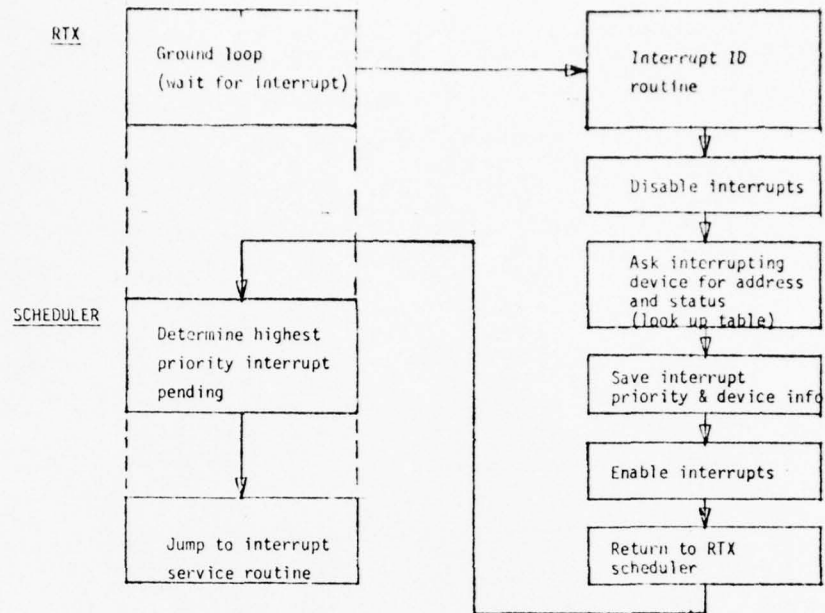 RTX
Ground loop
(wait for interrupt)
Interrupt ID
routine
Disable interrupts
Ask interrupting
device for address
and status
(look up table)
SCHEDULER
Determine highest
priority interrupt
pending
Save interrupt
priority & device info
Enable interrupts
Jump to interrupt
service routine
Return to RTX
scheduler